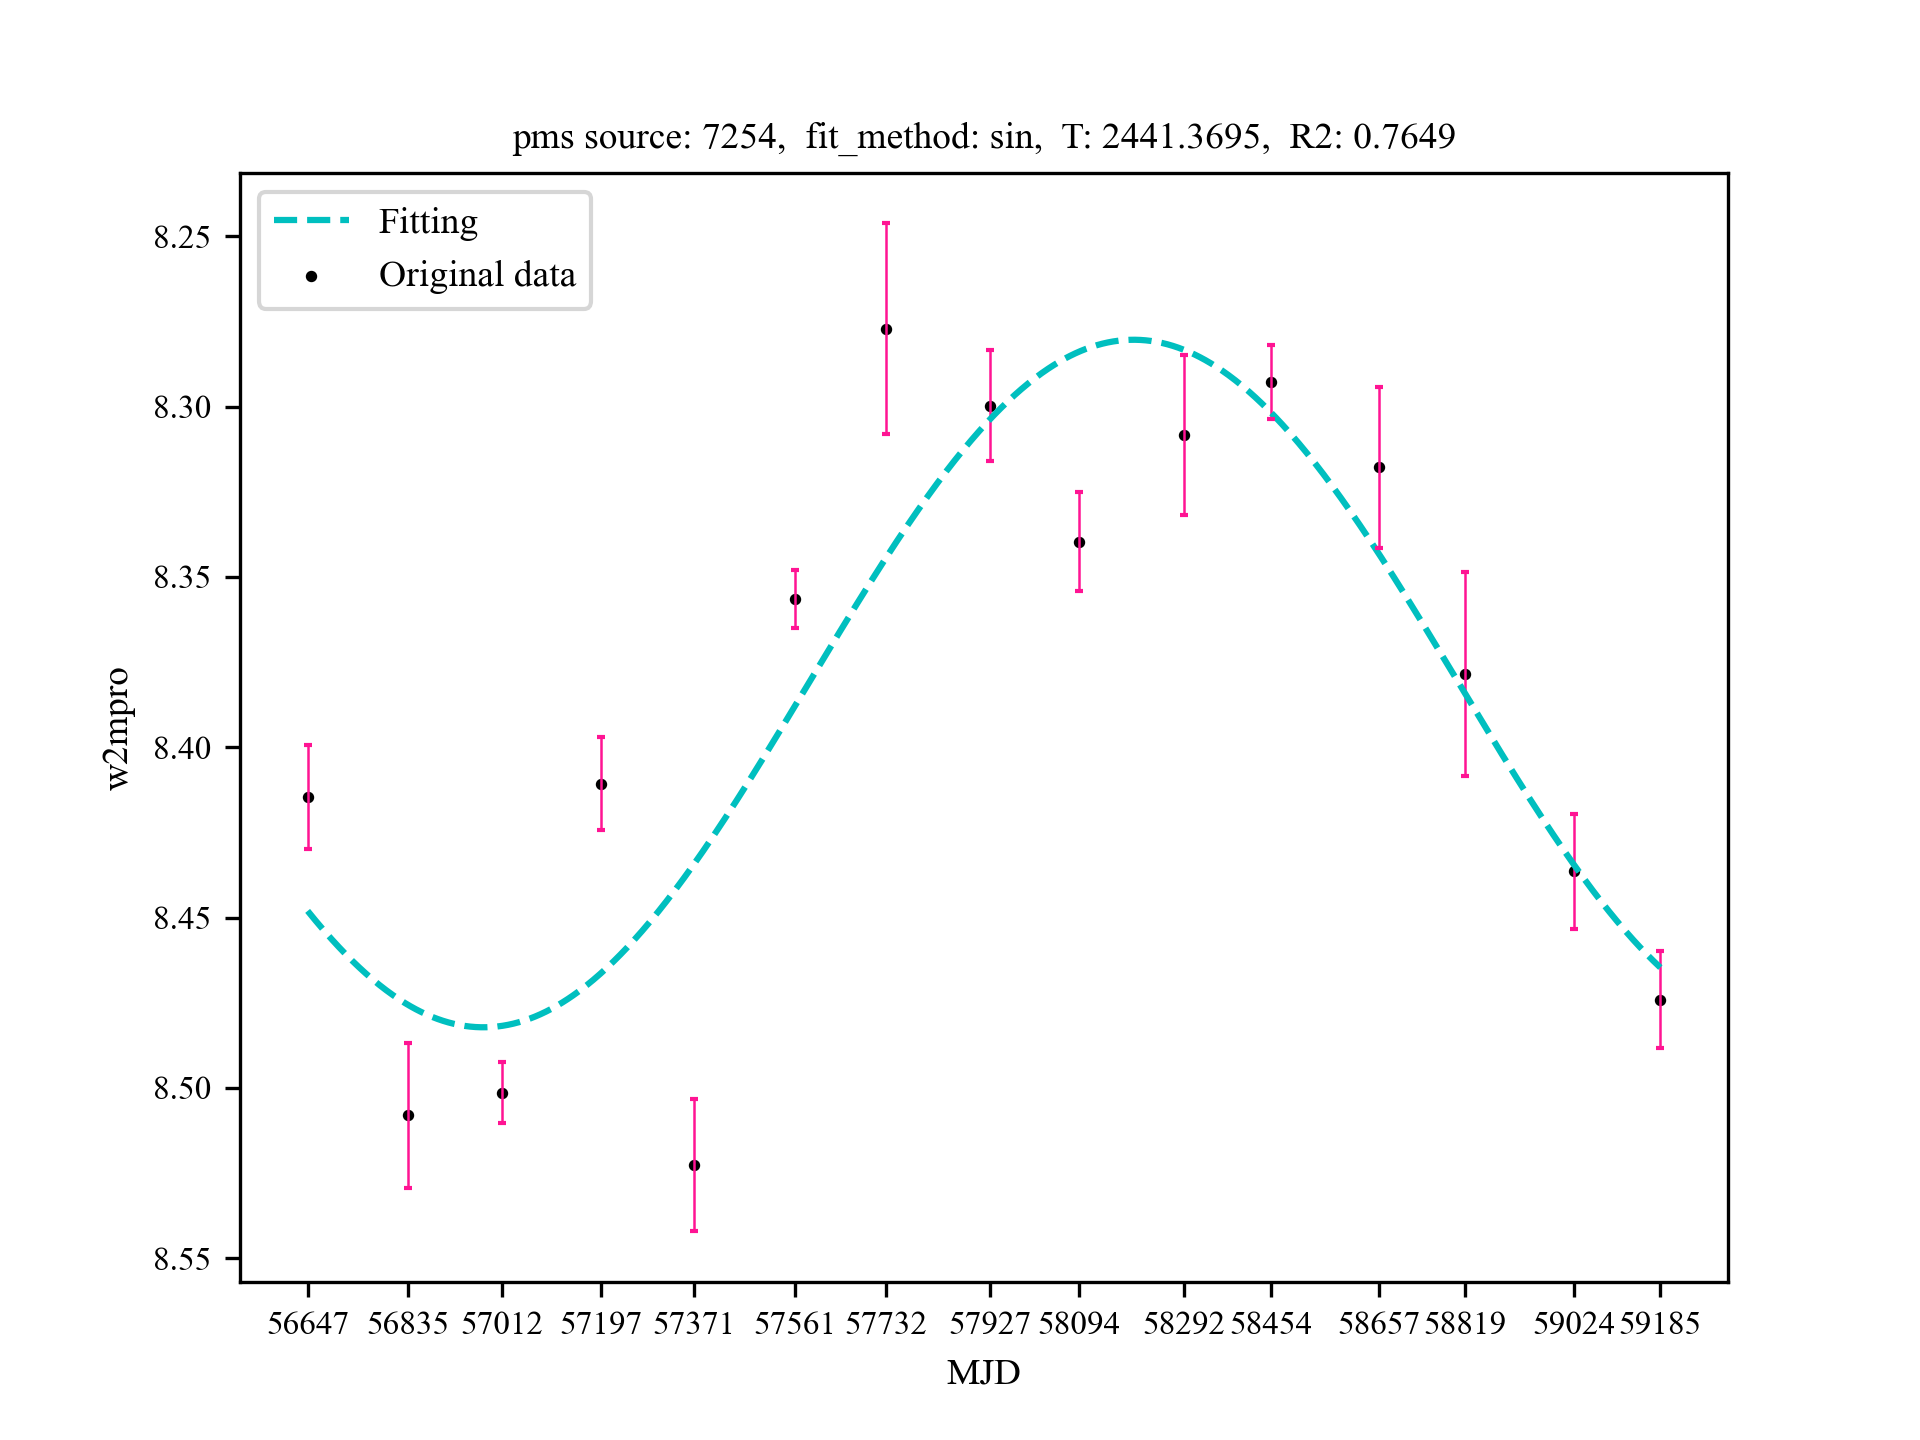 pms source: 7254, fit_method: sin, T: 2441.3695, R2: 0.7649
Fitting
Original data
8.25
8.30
8.35
8.40
8.45
8.50
8.55
w2mpro
56647 56835 57012 57197 57371 57561 57732 57927 58094 58292 58454 58657 58819 59024 59185
MJD